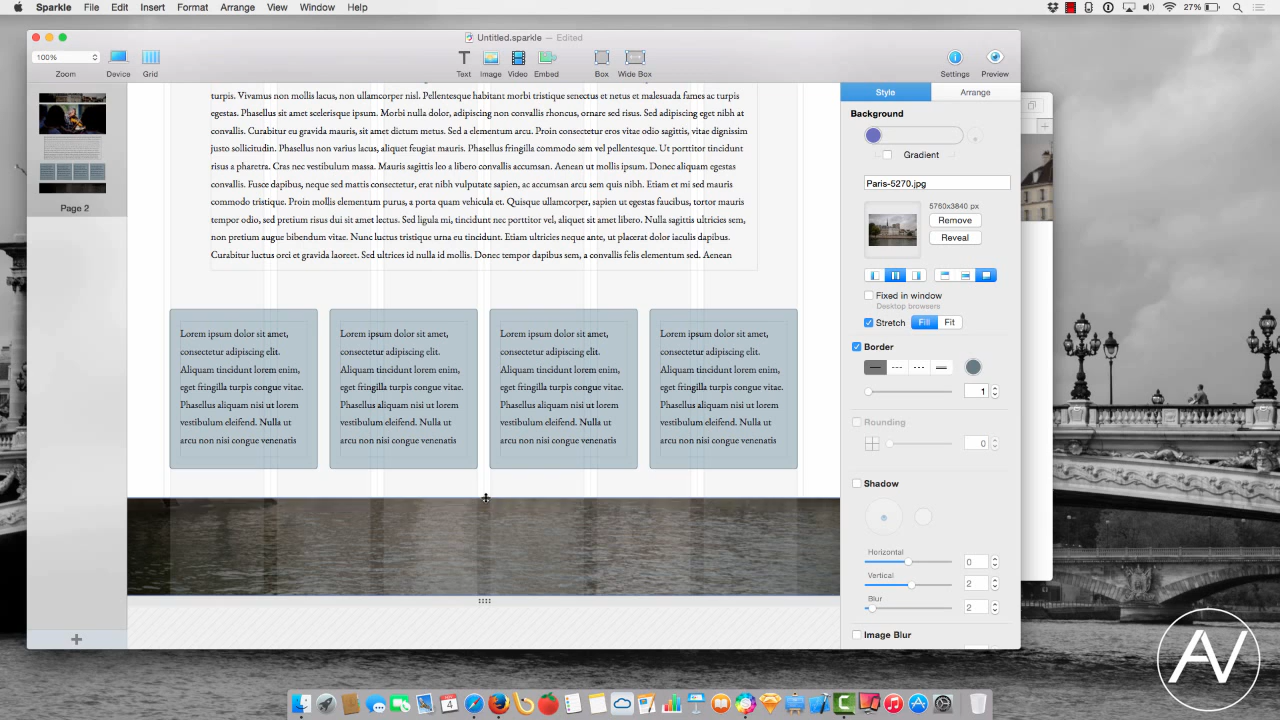 Sparkle File Edit Insert Format Arrange View Window Help 27%
Untitled.sparkle — Edited
100%
Zoom Device Grid Text Image Video Embed Box Wide Box Settings Preview
Page 2
turpis. Vivamus non mollis lacus, non ullamcorper nisl. Pellentesque habitant morbi tristique senectus et netus et malesuada fames ac turpis
egestas. Phasellus sit amet scelerisque ipsum. Morbi nulla dolor, adipiscing non convallis rhoncus, ornare sed risus. Sed adipiscing eget nibh at
convallis. Curabitur eu gravida mauris, sit amet dictum metus. Sed a elementum arcu. Proin consectetur eros vitae odio sagittis, vitae dignissim
justo sollicitudin. Phasellus non varius lacus, aliquet feugiat mauris. Phasellus fringilla commodo sem vel pellentesque. Ut porttitor tincidunt
risus a pharetra. Cras nec vestibulum massa. Mauris sagittis leo a libero convallis accumsan. Aenean ut mollis ipsum. Donec aliquam egestas
convallis. Fusce dapibus, neque sed mattis consectetur, erat nibh vulputate sapien, ac accumsan arcu sem quis nibh. Etiam et mi sed mauris
ornare mollis. Etiam elementum purus, a porta quam vehicula et. Quisque ullamcorper, sapien ut egestas faucibus, tortor mauris
tempor odio, sed pretium risus dui sit amet lectus. Sed ligula mi, tincidunt nec porttitor vel, aliquet sit amet libero. Nulla sagittis ultricies sem,
non pretium augue bibendum vitae. Nunc luctus tristique urna eu tincidunt. Etiam ultricies neque ante, ut placerat dolor iaculis dapibus.
Curabitur luctus orci et gravida laoreet. Sed ultrices id nulla id mollis. Donec tempor dapibus sem, a convallis felis elementum sed. Aenean
Lorem ipsum dolor sit amet,
consectetur adipiscing elit.
Aliquam tincidunt lorem enim,
eget fringilla turpis congue vitae.
Phasellus aliquam nisi ut lorem
vestibulum eleifend. Nulla ut
arcu non nisi congue venenatis
Lorem ipsum dolor sit amet,
consectetur adipiscing elit.
Aliquam tincidunt lorem enim,
eget fringilla turpis congue vitae.
Phasellus aliquam nisi ut lorem
vestibulum eleifend. Nulla ut
arcu non nisi congue venenatis
Lorem ipsum dolor sit amet,
consectetur adipiscing elit.
Aliquam tincidunt lorem enim,
eget fringilla turpis congue vitae.
Phasellus aliquam nisi ut lorem
vestibulum eleifend. Nulla ut
arcu non nisi congue venenatis
Lorem ipsum dolor sit amet,
consectetur adipiscing elit.
Aliquam tincidunt lorem enim,
eget fringilla turpis congue vitae.
Phasellus aliquam nisi ut lorem
vestibulum eleifend. Nulla ut
arcu non nisi congue venenatis
Style Arrange
Background
Gradient
Paris-5270.jpg
5760x3840 px
Remove
Reveal
Fixed in window
Desktop browsers
Stretch Fill Fit
Border
1
Rounding
0
Shadow
Horizontal
0
Vertical
2
Blur
2
Image Blur
AV